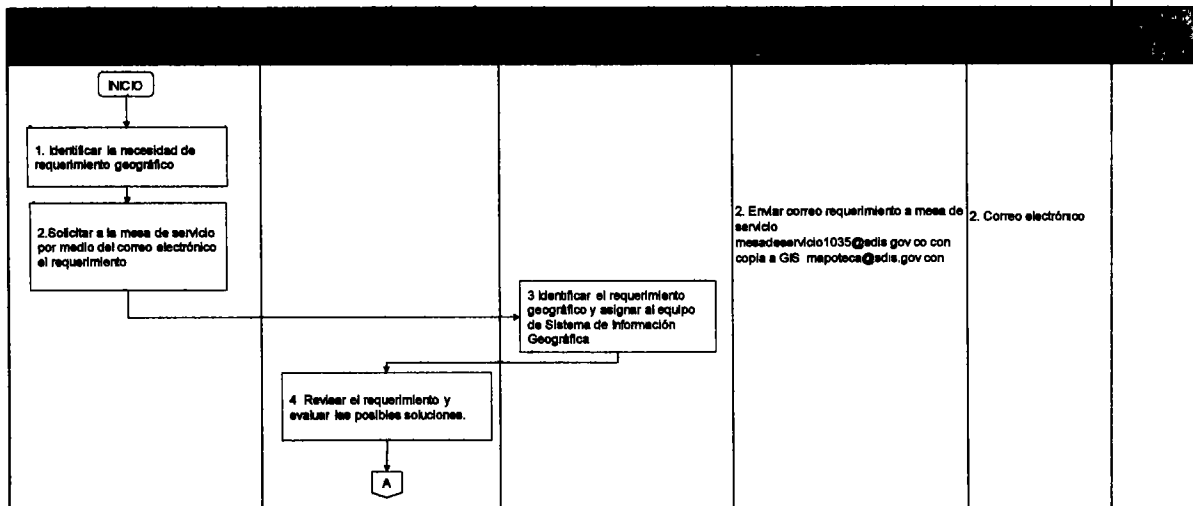 INICIO
1. Identificar la necesidad de
requerimiento geográfico
2.Solicitar a la mesa de servicio
por medio del correo electrónico
el requerimiento
2. Enviar correo requerimiento a mesa de
servicio
mesadeservicio1035@sdis gov co con
copia a GIS mapoteca@sdis.gov con
2. Correo electrónico
3 Identificar el requerimiento
geográfico y asignar al equipo
de Sistema de Información
Geográfica
4 Revisar el requerimiento y
evaluar las posibles soluciones.
A